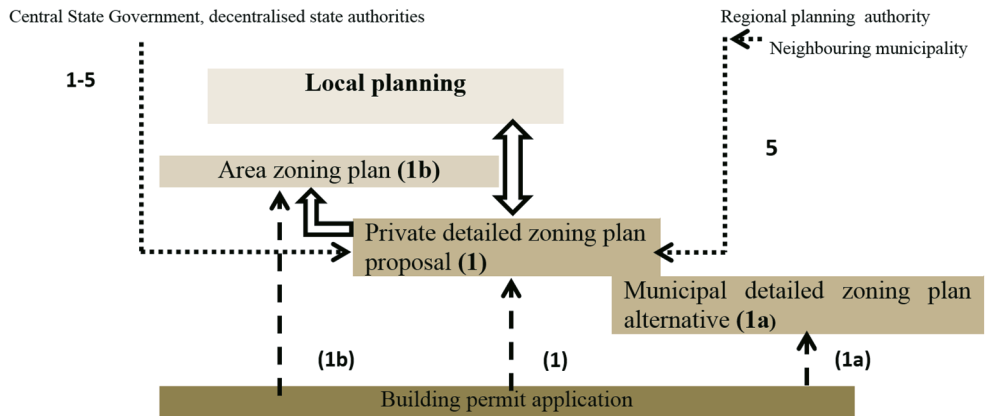 Central State Government, decentralised state authorities
Regional planning authority
Neighbouring municipality
1-5
Local planning
5
Area zoning plan (1b)
Private detailed zoning plan
proposal (1)
Municipal detailed zoning plan
alternative (1a)
(1b)
(1)
(1a)
Building permit application